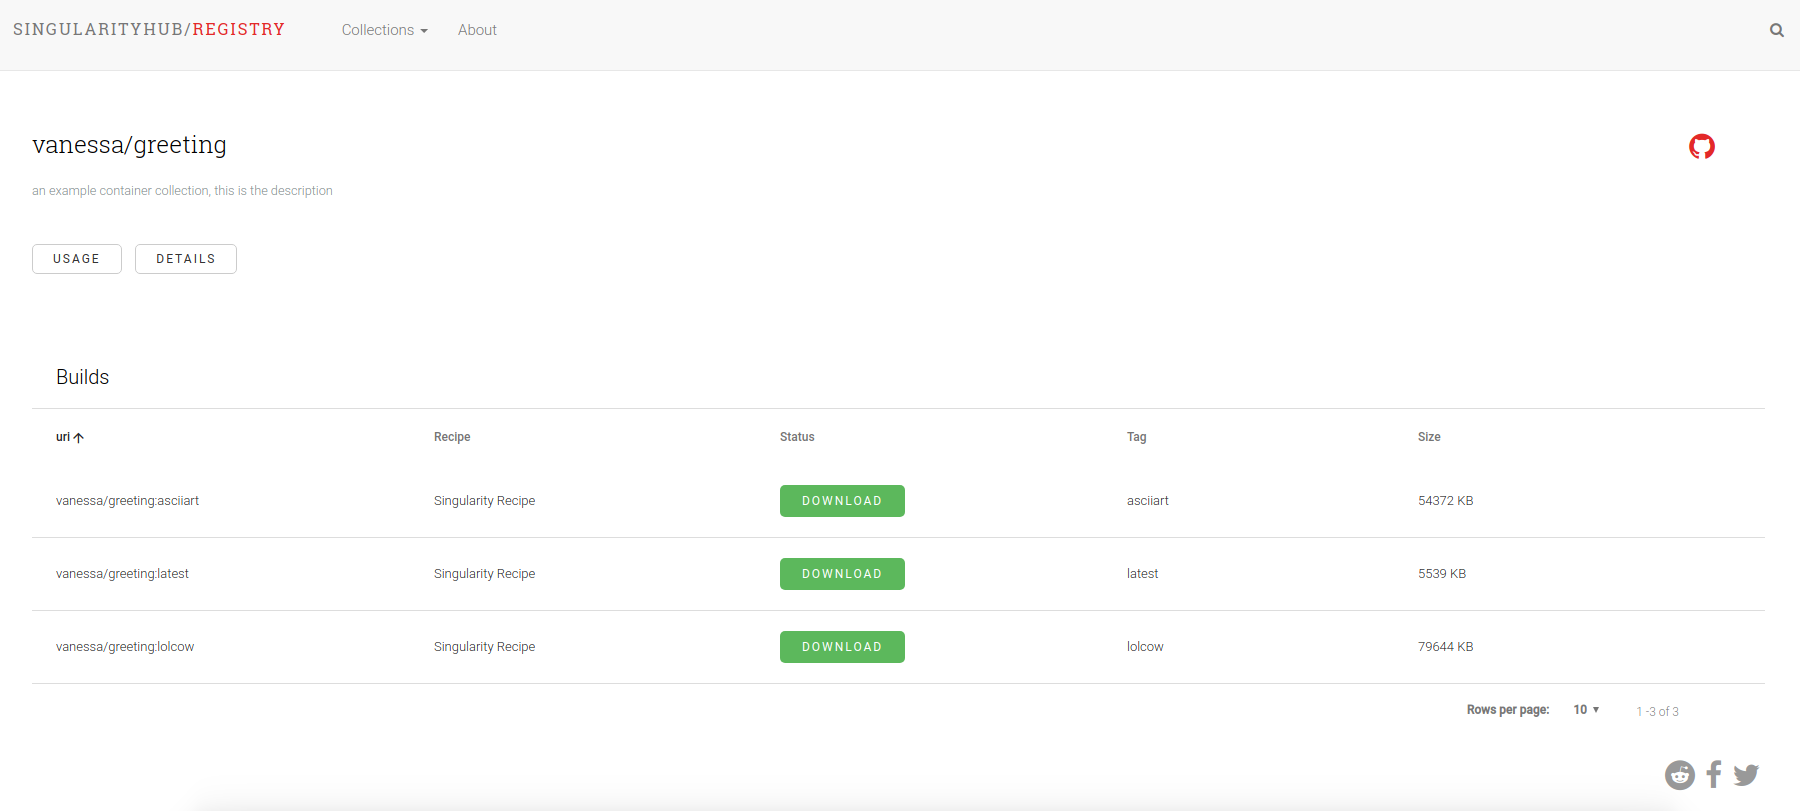 SINGULARITYHUB/REGISTRY Collections About
vanessa/greeting
an example container collection, this is the description
USAGE DETAILS
Builds
uri Recipe Status Tag Size
vanessa/greeting:asciiart Singularity Recipe DOWNLOAD asciiart 54372 KB
vanessa/greeting:latest Singularity Recipe DOWNLOAD latest 5539 KB
vanessa/greeting:lolcow Singularity Recipe DOWNLOAD lolcow 79644 KB
Rows per page: 10 1 -3 of 3